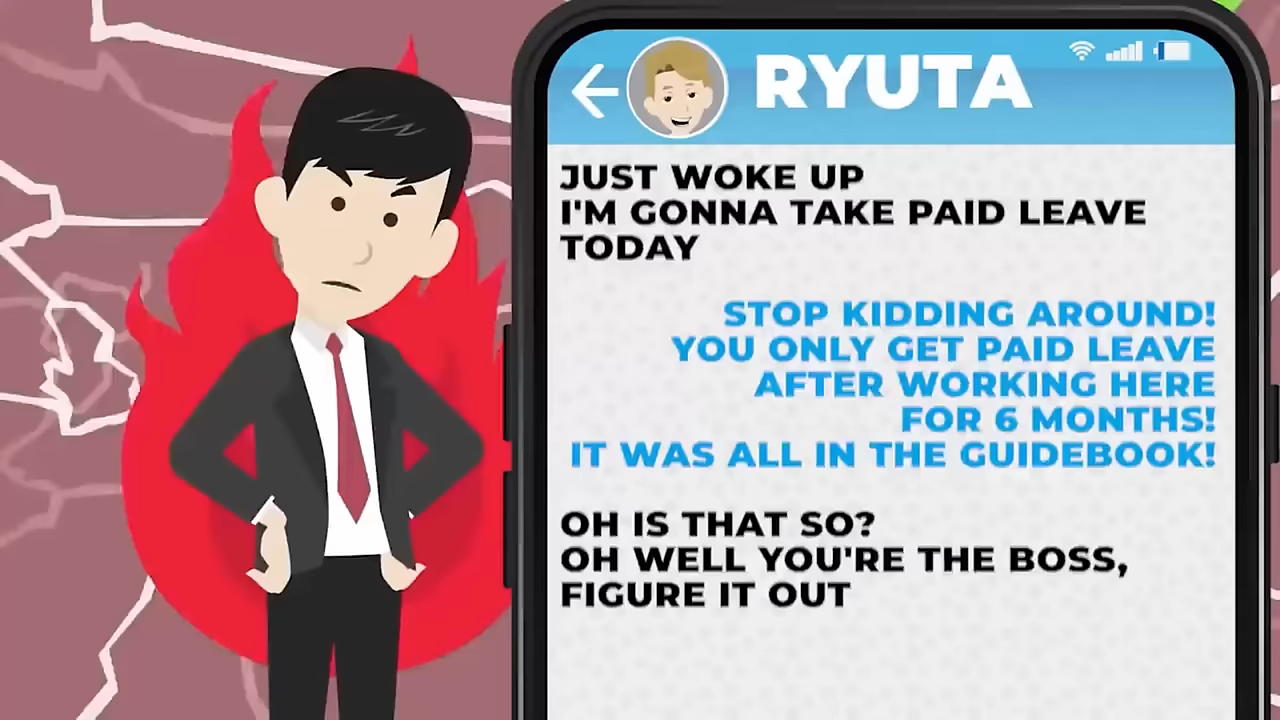 RYUTA
JUST WOKE UP
I'M GONNA TAKE PAID LEAVE
TODAY
STOP KIDDING AROUND!
YOU ONLY GET PAID LEAVE
AFTER WORKING HERE
FOR 6 MONTHS!
IT WAS ALL IN THE GUIDEBOOK!
OH IS THAT SO?
OH WELL YOU'RE THE BOSS,
FIGURE IT OUT